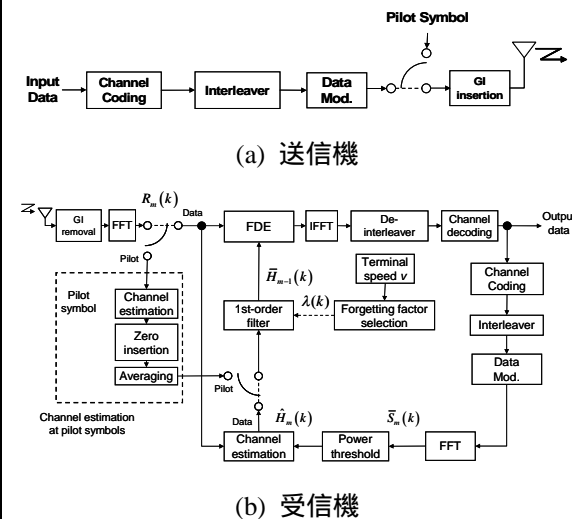 Pilot Symbol
Input
Data
Channel
Coding
Interleaver
Data
Mod.
GI
insertion
(a) 送信機
R_m(k)
GI
removal
FFT
Data
Pilot
FDE
IFFT
De-
interleaver
Channel
decoding
Output
data
H̄_{m−1}(k)
Terminal
speed v
λ(k)
Pilot
symbol
Channel
estimation
Zero
insertion
Averaging
Channel estimation
at pilot symbols
1st-order
filter
Forgetting factor
selection
Channel
Coding
Interleaver
Data
Mod.
Pilot
Data
Ĥ_m(k)
S̄_m(k)
Channel
estimation
Power
threshold
FFT
(b) 受信機